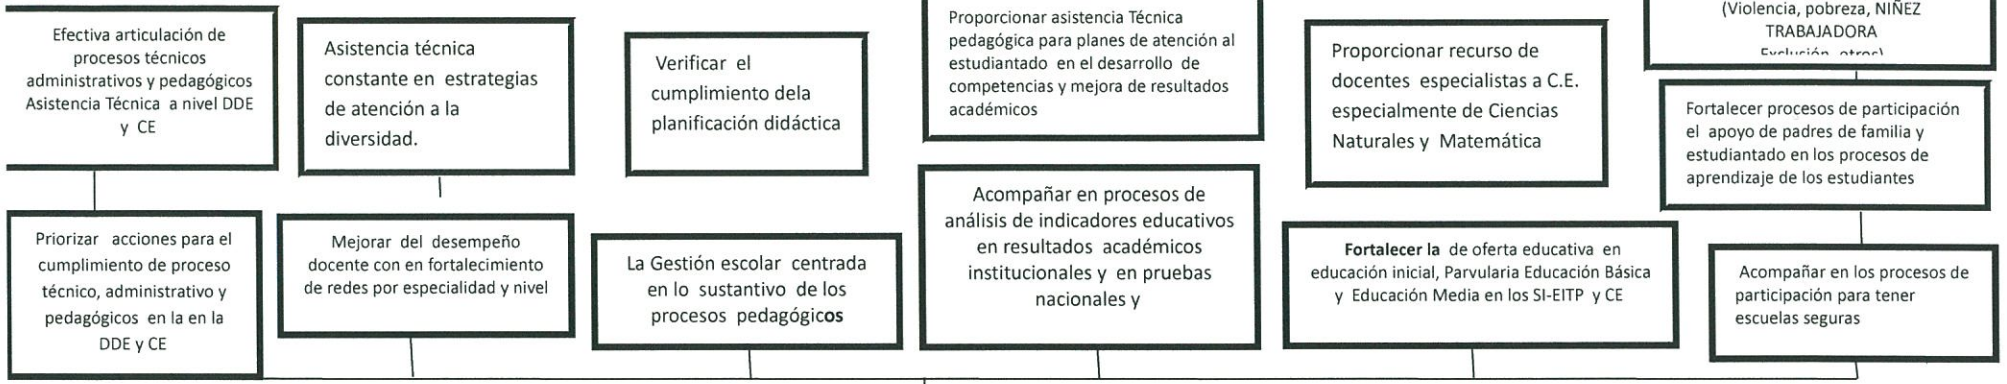 Efectiva articulación de
procesos técnicos
administrativos y pedagógicos
Asistencia Técnica a nivel DDE
y CE
Asistencia técnica
constante en estrategias
de atención a la
diversidad.
Verificar el
cumplimiento dela
planificación didáctica
Proporcionar asistencia Técnica
pedagógica para planes de atención al
estudiantado en el desarrollo de
competencias y mejora de resultados
académicos
Proporcionar recurso de
docentes especialistas a C.E.
especialmente de Ciencias
Naturales y Matemática
(Violencia, pobreza, NIÑEZ
TRABAJADORA
Exclusión otros)
Fortalecer procesos de participación
el apoyo de padres de familia y
estudiantado en los procesos de
aprendizaje de los estudiantes
Priorizar acciones para el
cumplimiento de proceso
técnico, administrativo y
pedagógicos en la en la
DDE y CE
Mejorar del desempeño
docente con en fortalecimiento
de redes por especialidad y nivel
La Gestión escolar centrada
en lo sustantivo de los
procesos pedagógicos
Acompañar en procesos de
análisis de indicadores educativos
en resultados académicos
institucionales y en pruebas
nacionales y
Fortalecer la de oferta educativa en
educación inicial, Parvularia Educación Básica
y Educación Media en los SI-EITP y CE
Acompañar en los procesos de
participación para tener
escuelas seguras